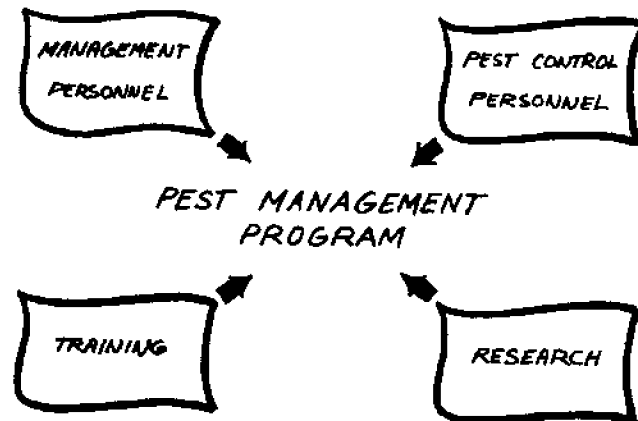 MANAGEMENT
PERSONNEL
PEST CONTROL
PERSONNEL
PEST MANAGEMENT
PROGRAM
TRAINING
RESEARCH